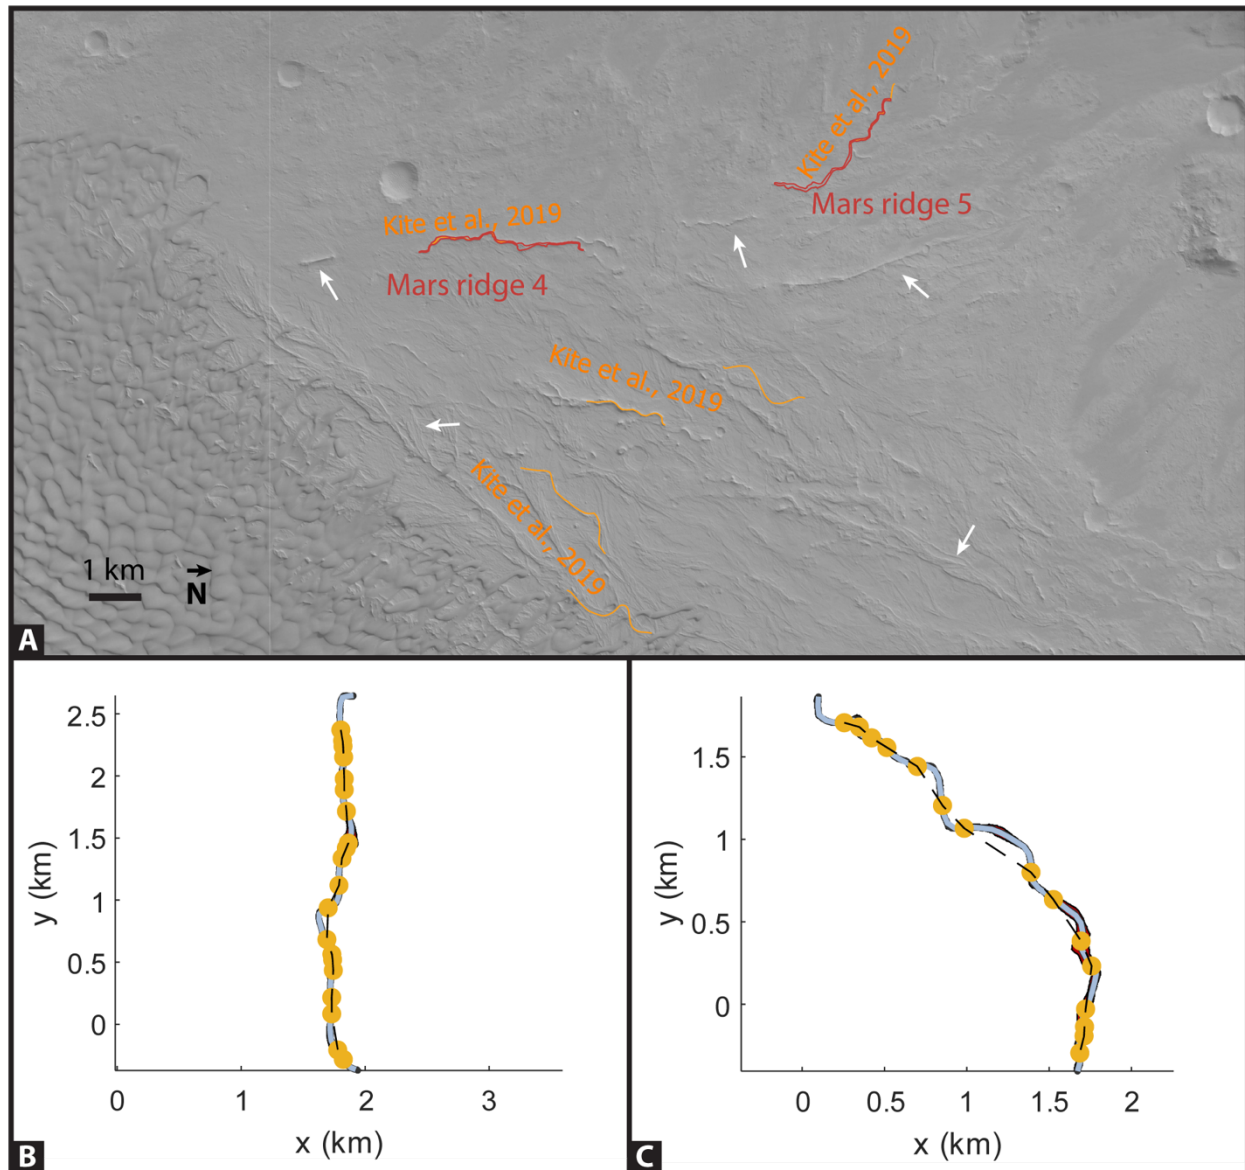 Kite et al., 2019
Mars ridge 5
Kite et al., 2019
Mars ridge 4
Kite et al., 2019
Kite et al., 2019
1 km
N
A
2.5
2
1.5
1
0.5
0
y (km)
0
1
2
3
x (km)
B
1.5
1
0.5
0
y (km)
0
0.5
1
1.5
2
x (km)
C